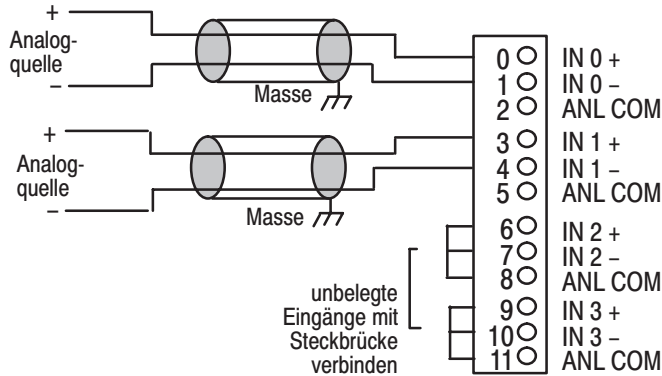 +
Analog-
quelle
−
Masse
+
Analog-
quelle
−
Masse
unbelegte
Eingänge mit
Steckbrücke
verbinden
0 IN 0 +
1 IN 0 −
2 ANL COM
3 IN 1 +
4 IN 1 −
5 ANL COM
6 IN 2 +
7 IN 2 −
8 ANL COM
9 IN 3 +
10 IN 3 −
11 ANL COM